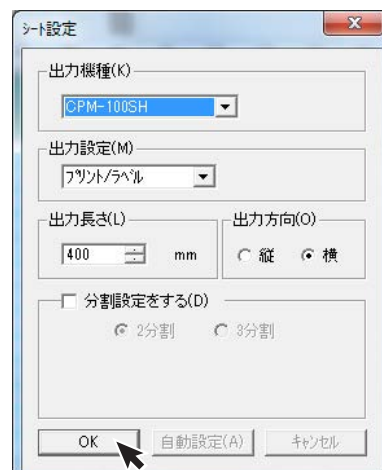 シート設定
出力機種(K)
CPM-100SH
出力設定(M)
プリント/ラベル
出力長さ(L)
400 mm
出力方向(O)
縦 横
分割設定をする(D)
2分割 3分割
OK 自動設定(A) キャンセル